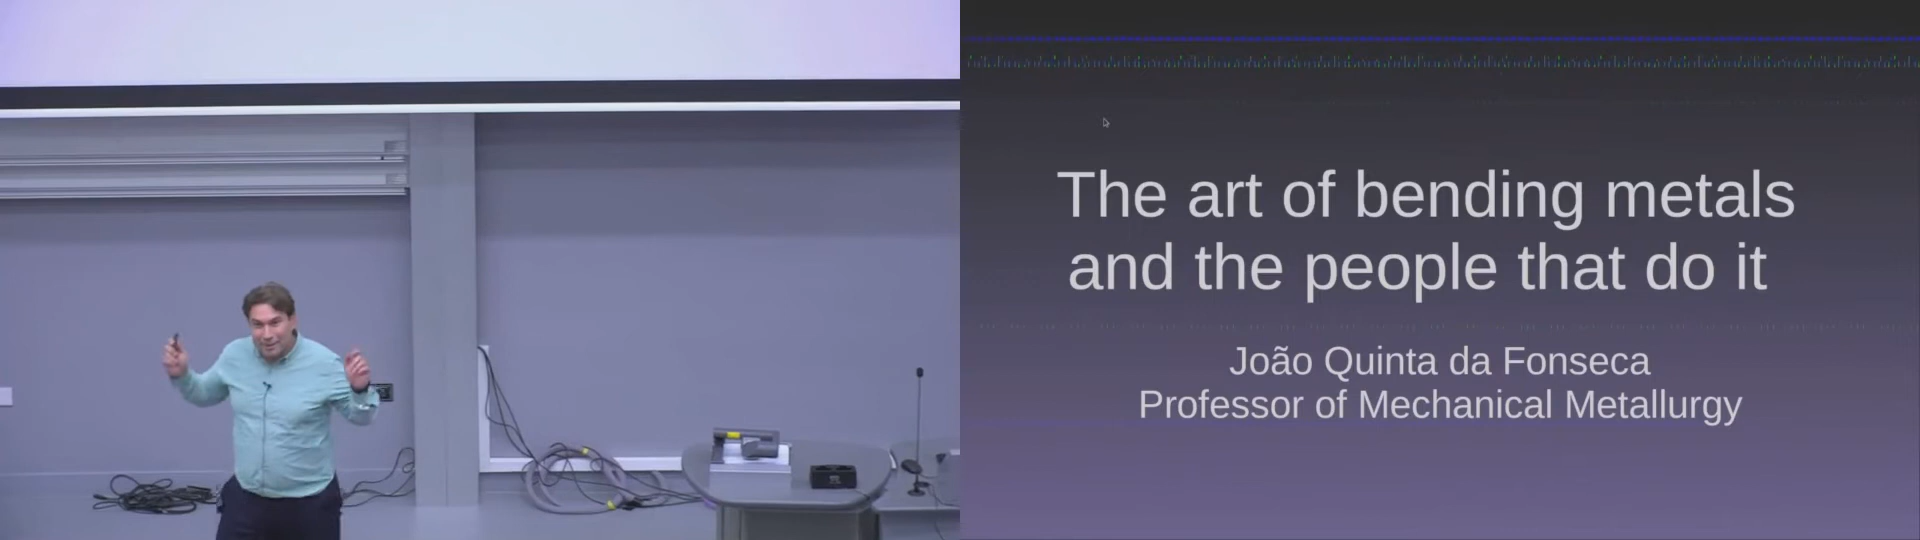 The art of bending metals
and the people that do it
João Quinta da Fonseca
Professor of Mechanical Metallurgy